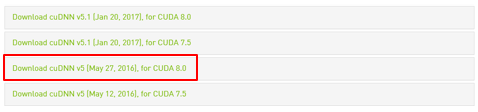 Download cuDNN v5.1 [Jan 20, 2017], for CUDA 8.0
Download cuDNN v5.1 [Jan 20, 2017], for CUDA 7.5
Download cuDNN v5 [May 27, 2016], for CUDA 8.0
Download cuDNN v5 [May 12, 2016], for CUDA 7.5